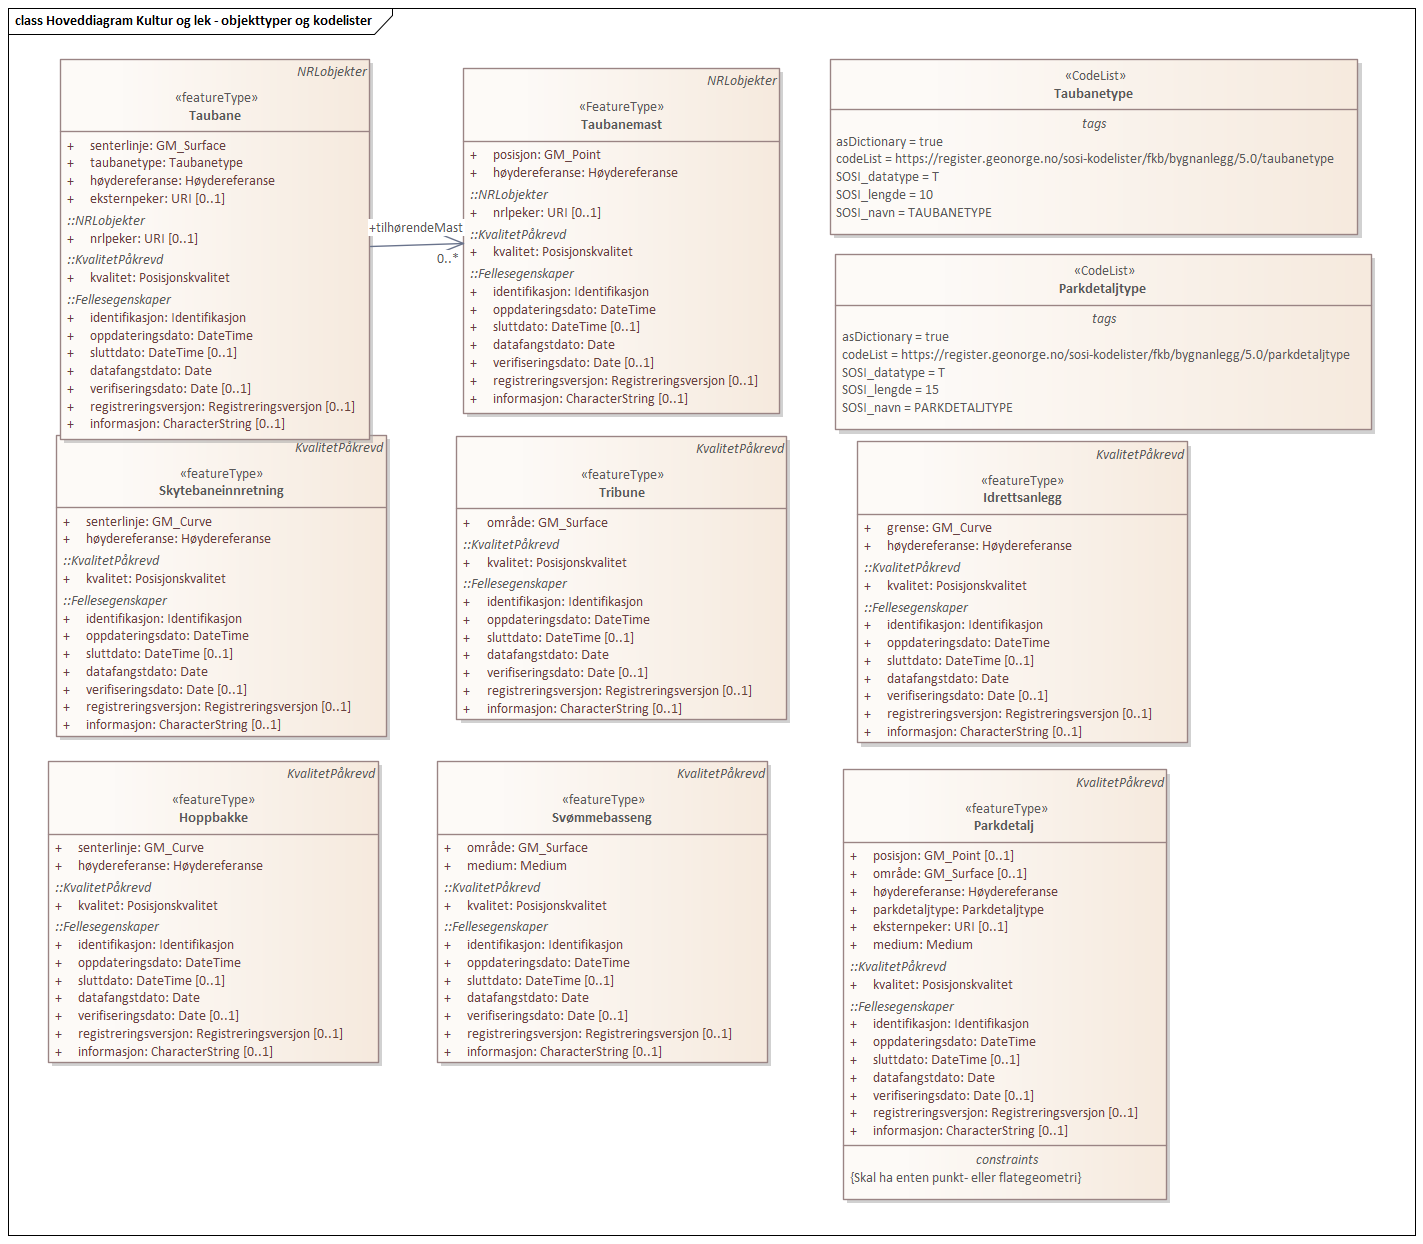 class Hoveddiagram Kultur og lek - objekttyper og kodelister
NRLobjekter
«featureType»
Taubane
+ senterlinje: GM_Surface
+ taubanetype: Taubanetype
+ høydereferanse: Høydereferanse
+ eksternpeker: URI [0..1]
::NRLobjekter
+ nrlpeker: URI [0..1]
::KvalitetPåkrevd
+ kvalitet: Posisjonskvalitet
::Fellesegenskaper
+ identifikasjon: Identifikasjon
+ oppdateringsdato: DateTime
+ sluttdato: DateTime [0..1]
+ datafangstdato: Date
+ verifiseringsdato: Date [0..1]
+ registreringsversjon: Registreringsversjon [0..1]
+ informasjon: CharacterString [0..1]
+tilhørendeMast
0..*
NRLobjekter
«FeatureType»
Taubanemast
+ posisjon: GM_Point
+ høydereferanse: Høydereferanse
::NRLobjekter
+ nrlpeker: URI [0..1]
::KvalitetPåkrevd
+ kvalitet: Posisjonskvalitet
::Fellesegenskaper
+ identifikasjon: Identifikasjon
+ oppdateringsdato: DateTime
+ sluttdato: DateTime [0..1]
+ datafangstdato: Date
+ verifiseringsdato: Date [0..1]
+ registreringsversjon: Registreringsversjon [0..1]
+ informasjon: CharacterString [0..1]
«CodeList»
Taubanetype
tags
asDictionary = true
codeList = https://register.geonorge.no/sosi-kodelister/fkb/bygnanlegg/5.0/taubanetype
SOSI_datatype = T
SOSI_lengde = 10
SOSI_navn = TAUBANETYPE
«CodeList»
Parkdetaljtype
tags
asDictionary = true
codeList = https://register.geonorge.no/sosi-kodelister/fkb/bygnanlegg/5.0/parkdetaljtype
SOSI_datatype = T
SOSI_lengde = 15
SOSI_navn = PARKDETALJTYPE
KvalitetPåkrevd
«featureType»
Skytebaneinnretning
+ senterlinje: GM_Curve
+ høydereferanse: Høydereferanse
::KvalitetPåkrevd
+ kvalitet: Posisjonskvalitet
::Fellesegenskaper
+ identifikasjon: Identifikasjon
+ oppdateringsdato: DateTime
+ sluttdato: DateTime [0..1]
+ datafangstdato: Date
+ verifiseringsdato: Date [0..1]
+ registreringsversjon: Registreringsversjon [0..1]
+ informasjon: CharacterString [0..1]
KvalitetPåkrevd
«featureType»
Tribune
+ område: GM_Surface
::KvalitetPåkrevd
+ kvalitet: Posisjonskvalitet
::Fellesegenskaper
+ identifikasjon: Identifikasjon
+ oppdateringsdato: DateTime
+ sluttdato: DateTime [0..1]
+ datafangstdato: Date
+ verifiseringsdato: Date [0..1]
+ registreringsversjon: Registreringsversjon [0..1]
+ informasjon: CharacterString [0..1]
KvalitetPåkrevd
«featureType»
Idrettsanlegg
+ grense: GM_Curve
+ høydereferanse: Høydereferanse
::KvalitetPåkrevd
+ kvalitet: Posisjonskvalitet
::Fellesegenskaper
+ identifikasjon: Identifikasjon
+ oppdateringsdato: DateTime
+ sluttdato: DateTime [0..1]
+ datafangstdato: Date
+ verifiseringsdato: Date [0..1]
+ registreringsversjon: Registreringsversjon [0..1]
+ informasjon: CharacterString [0..1]
KvalitetPåkrevd
«featureType»
Hoppbakke
+ senterlinje: GM_Curve
+ høydereferanse: Høydereferanse
::KvalitetPåkrevd
+ kvalitet: Posisjonskvalitet
::Fellesegenskaper
+ identifikasjon: Identifikasjon
+ oppdateringsdato: DateTime
+ sluttdato: DateTime [0..1]
+ datafangstdato: Date
+ verifiseringsdato: Date [0..1]
+ registreringsversjon: Registreringsversjon [0..1]
+ informasjon: CharacterString [0..1]
KvalitetPåkrevd
«featureType»
Svømmebasseng
+ område: GM_Surface
+ medium: Medium
::KvalitetPåkrevd
+ kvalitet: Posisjonskvalitet
::Fellesegenskaper
+ identifikasjon: Identifikasjon
+ oppdateringsdato: DateTime
+ sluttdato: DateTime [0..1]
+ datafangstdato: Date
+ verifiseringsdato: Date [0..1]
+ registreringsversjon: Registreringsversjon [0..1]
+ informasjon: CharacterString [0..1]
KvalitetPåkrevd
«featureType»
Parkdetalj
+ posisjon: GM_Point [0..1]
+ område: GM_Surface [0..1]
+ høydereferanse: Høydereferanse
+ parkdetaljtype: Parkdetaljtype
+ eksternpeker: URI [0..1]
+ medium: Medium
::KvalitetPåkrevd
+ kvalitet: Posisjonskvalitet
::Fellesegenskaper
+ identifikasjon: Identifikasjon
+ oppdateringsdato: DateTime
+ sluttdato: DateTime [0..1]
+ datafangstdato: Date
+ verifiseringsdato: Date [0..1]
+ registreringsversjon: Registreringsversjon [0..1]
+ informasjon: CharacterString [0..1]
constraints
{Skal ha enten punkt- eller flategeometri}